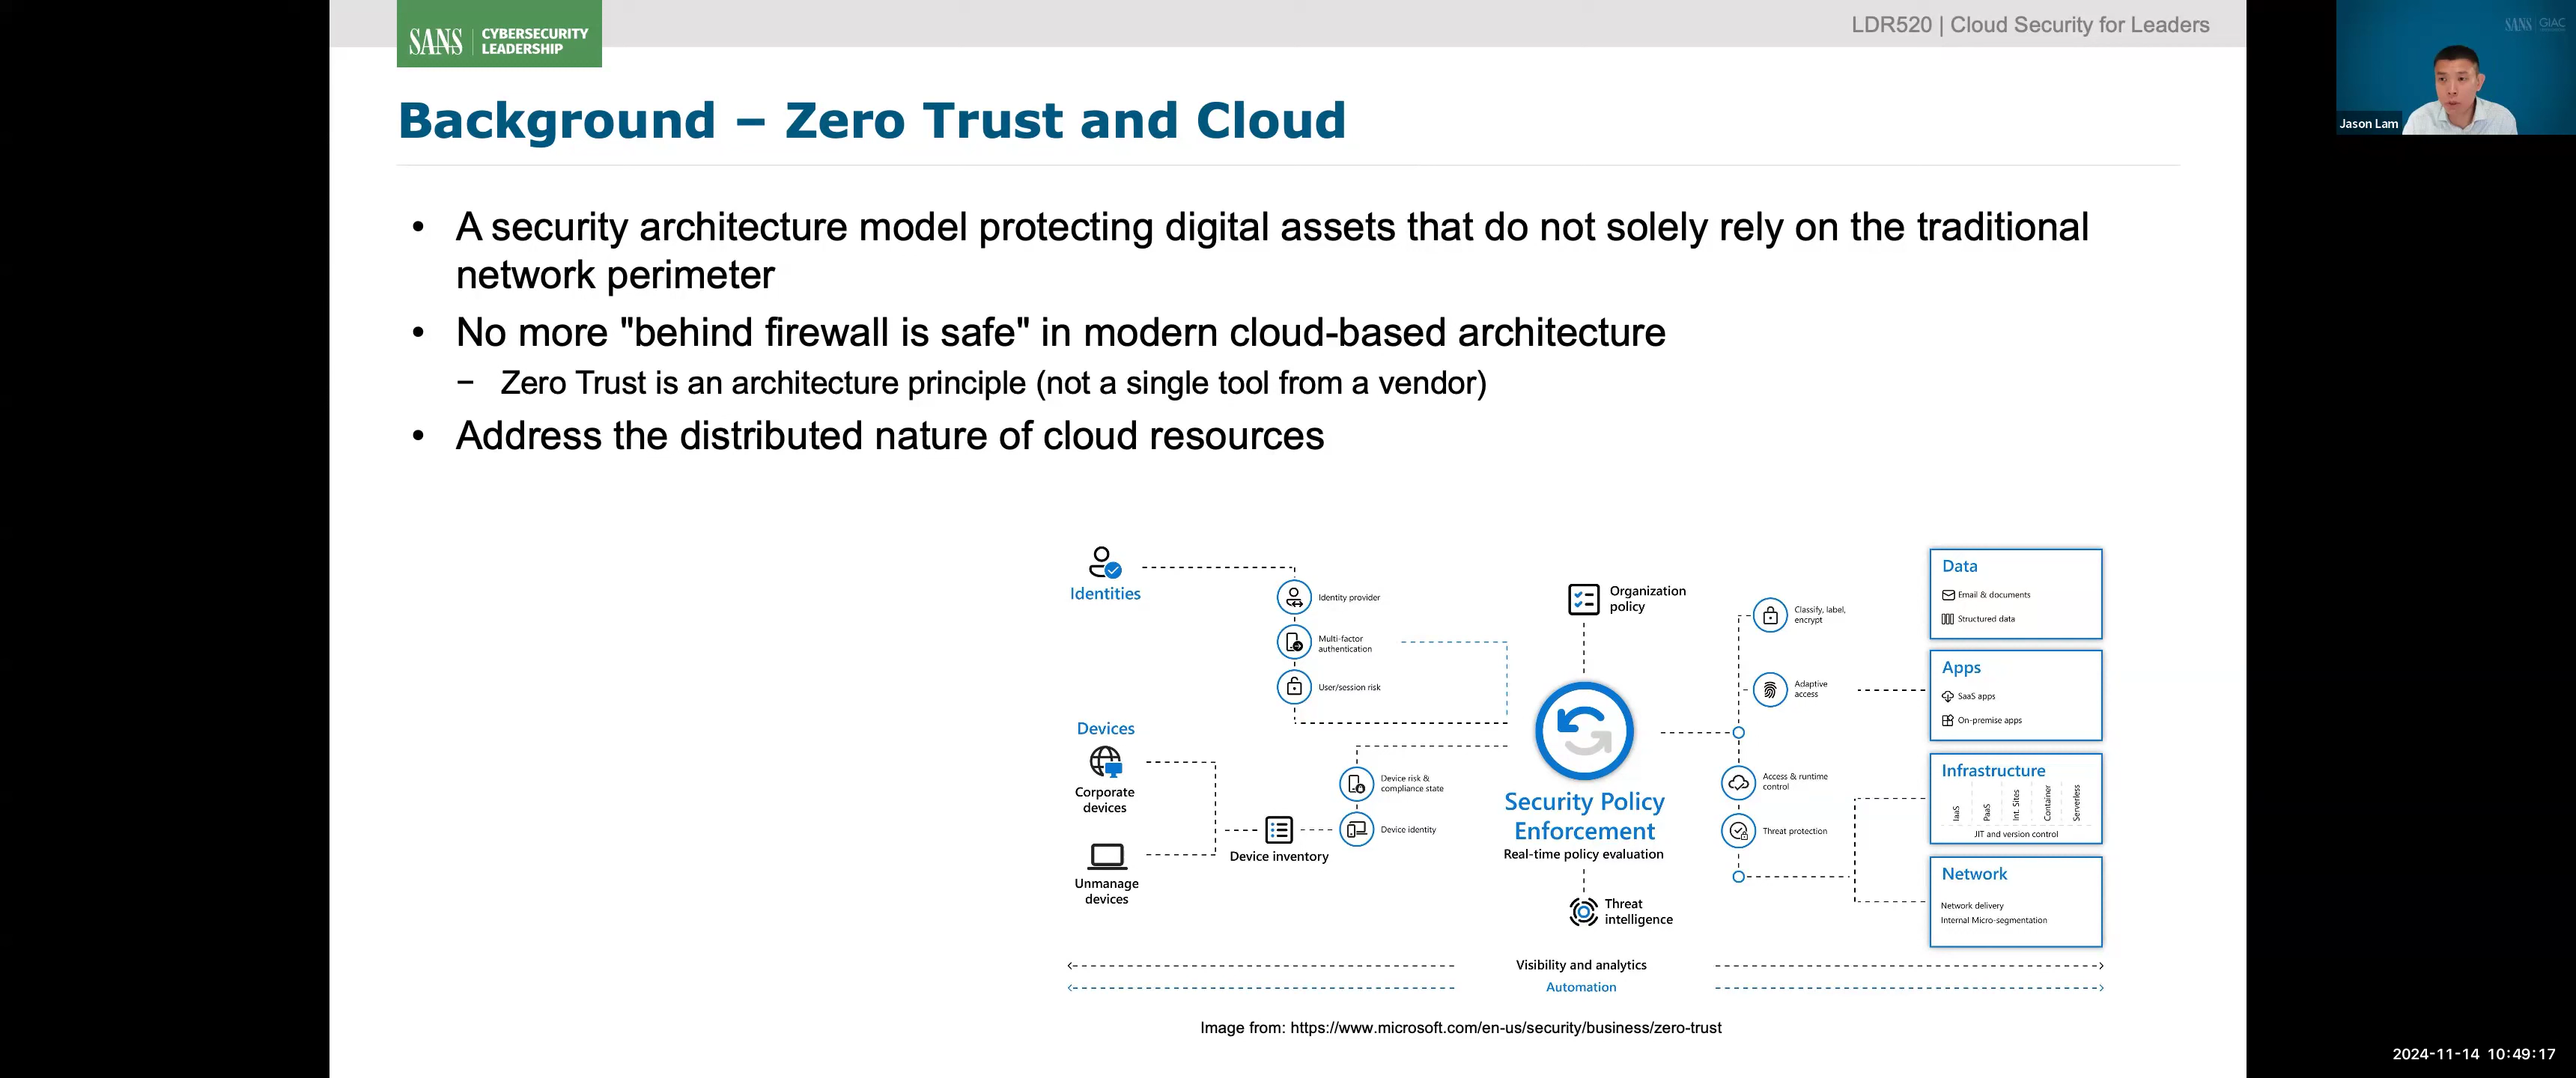 SANS
CYBERSECURITY
LEADERSHIP
LDR520 | Cloud Security for Leaders
SANS | GIAC
Jason Lam
Background – Zero Trust and Cloud
• A security architecture model protecting digital assets that do not solely rely on the traditional
network perimeter
• No more "behind firewall is safe" in modern cloud-based architecture
– Zero Trust is an architecture principle (not a single tool from a vendor)
• Address the distributed nature of cloud resources
Identities
Identity provider
Multi-factor
authentication
User/session risk
Devices
Corporate
devices
Unmanage
devices
Device inventory
Device risk &
compliance state
Device identity
Organization
policy
Security Policy
Enforcement
Real-time policy evaluation
Threat
intelligence
Classify, label,
encrypt
Adaptive
access
Access & runtime
control
Threat protection
Data
Email & documents
Structured data
Apps
SaaS apps
On-premise apps
Infrastructure
IaaS
PaaS
Int. Sites
Container
Serverless
JIT and version control
Network
Network delivery
Internal Micro-segmentation
Visibility and analytics
Automation
Image from: https://www.microsoft.com/en-us/security/business/zero-trust
2024-11-14 10:49:17